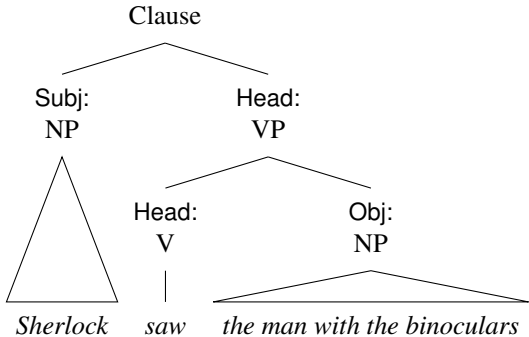 Clause
Subj: Head:
NP VP
Head: Obj:
V NP
Sherlock saw the man with the binoculars